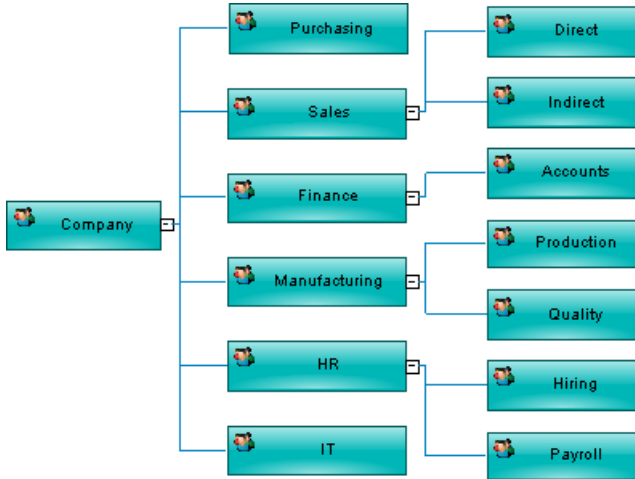 Company
Purchasing
Sales
Finance
Manufacturing
HR
IT
Direct
Indirect
Accounts
Production
Quality
Hiring
Payroll